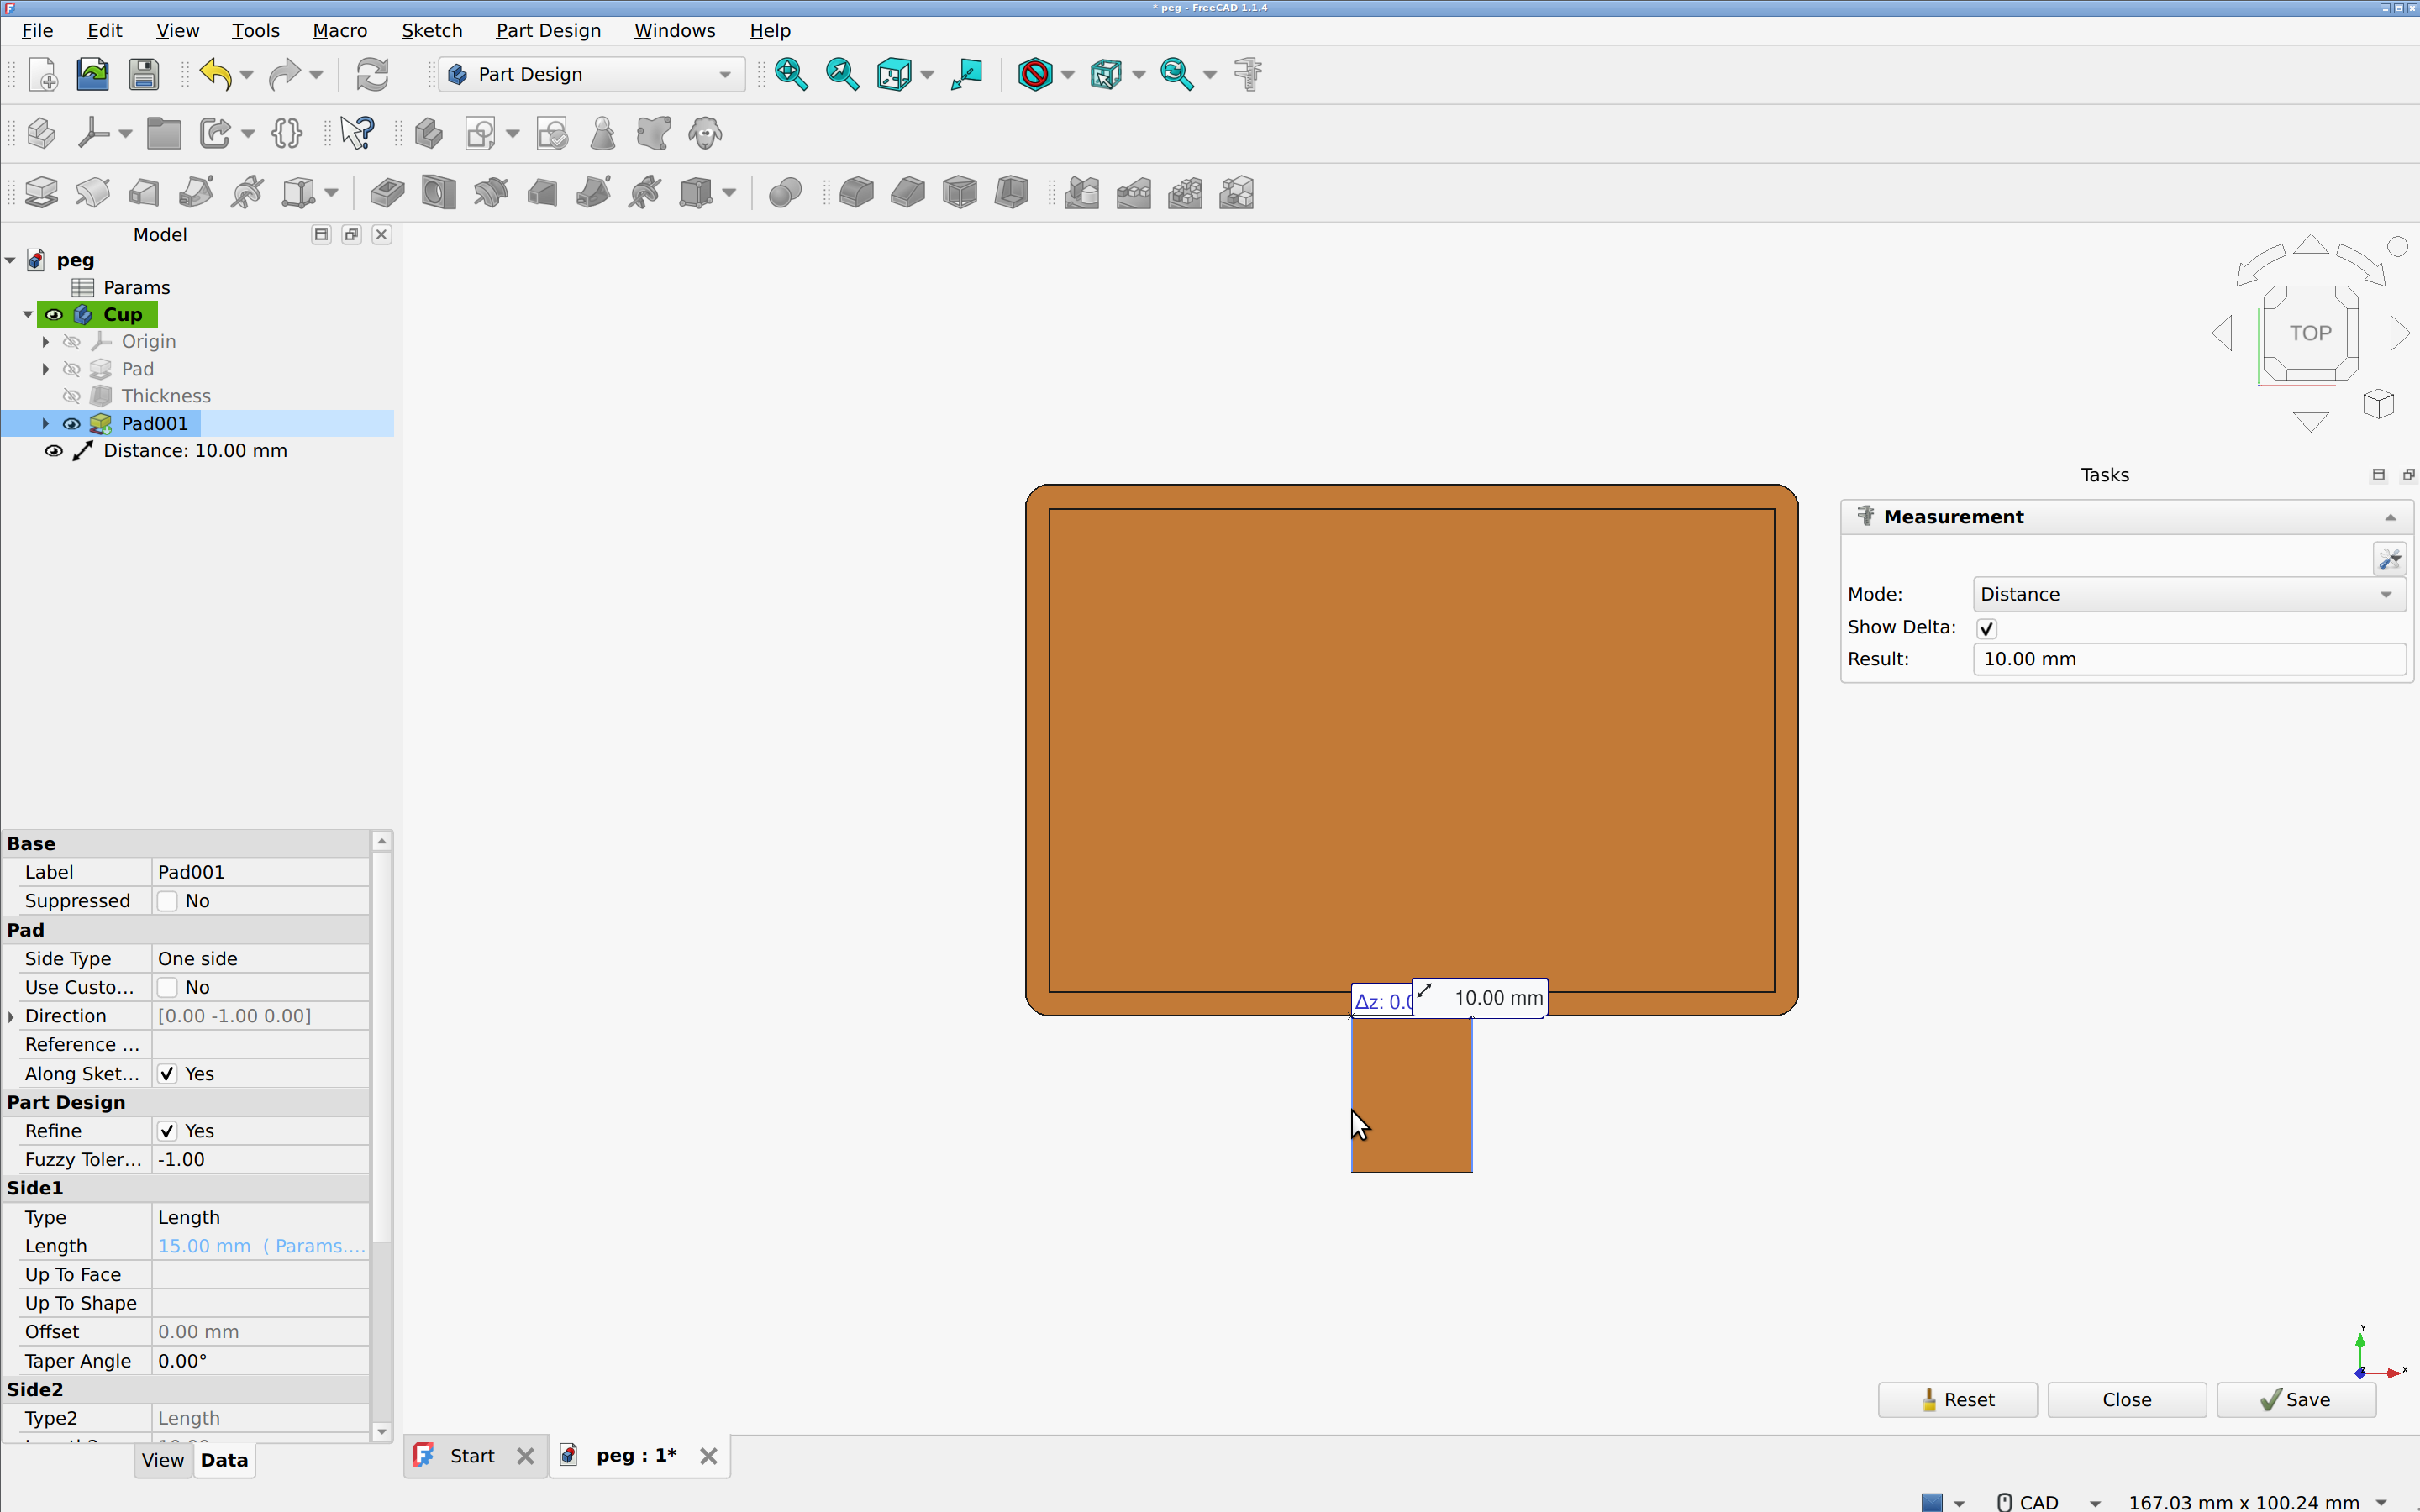 * peg - FreeCAD 1.1.4
File Edit View Tools Macro Sketch Part Design Windows Help
Part Design
Model
peg
Params
Cup
Origin
Pad
Thickness
Pad001
Distance: 10.00 mm
TOP
Tasks
Measurement
Mode: Distance
Show Delta:
Result: 10.00 mm
Δz: 0.0
10.00 mm
Base
Label Pad001
Suppressed No
Pad
Side Type One side
Use Custo... No
Direction [0.00 -1.00 0.00]
Reference ...
Along Sket... Yes
Part Design
Refine Yes
Fuzzy Toler... -1.00
Side1
Type Length
Length 15.00 mm ( Params....
Up To Face
Up To Shape
Offset 0.00 mm
Taper Angle 0.00°
Side2
Type2 Length
Y
X
Reset Close Save
View Data
Start peg : 1*
CAD 167.03 mm x 100.24 mm